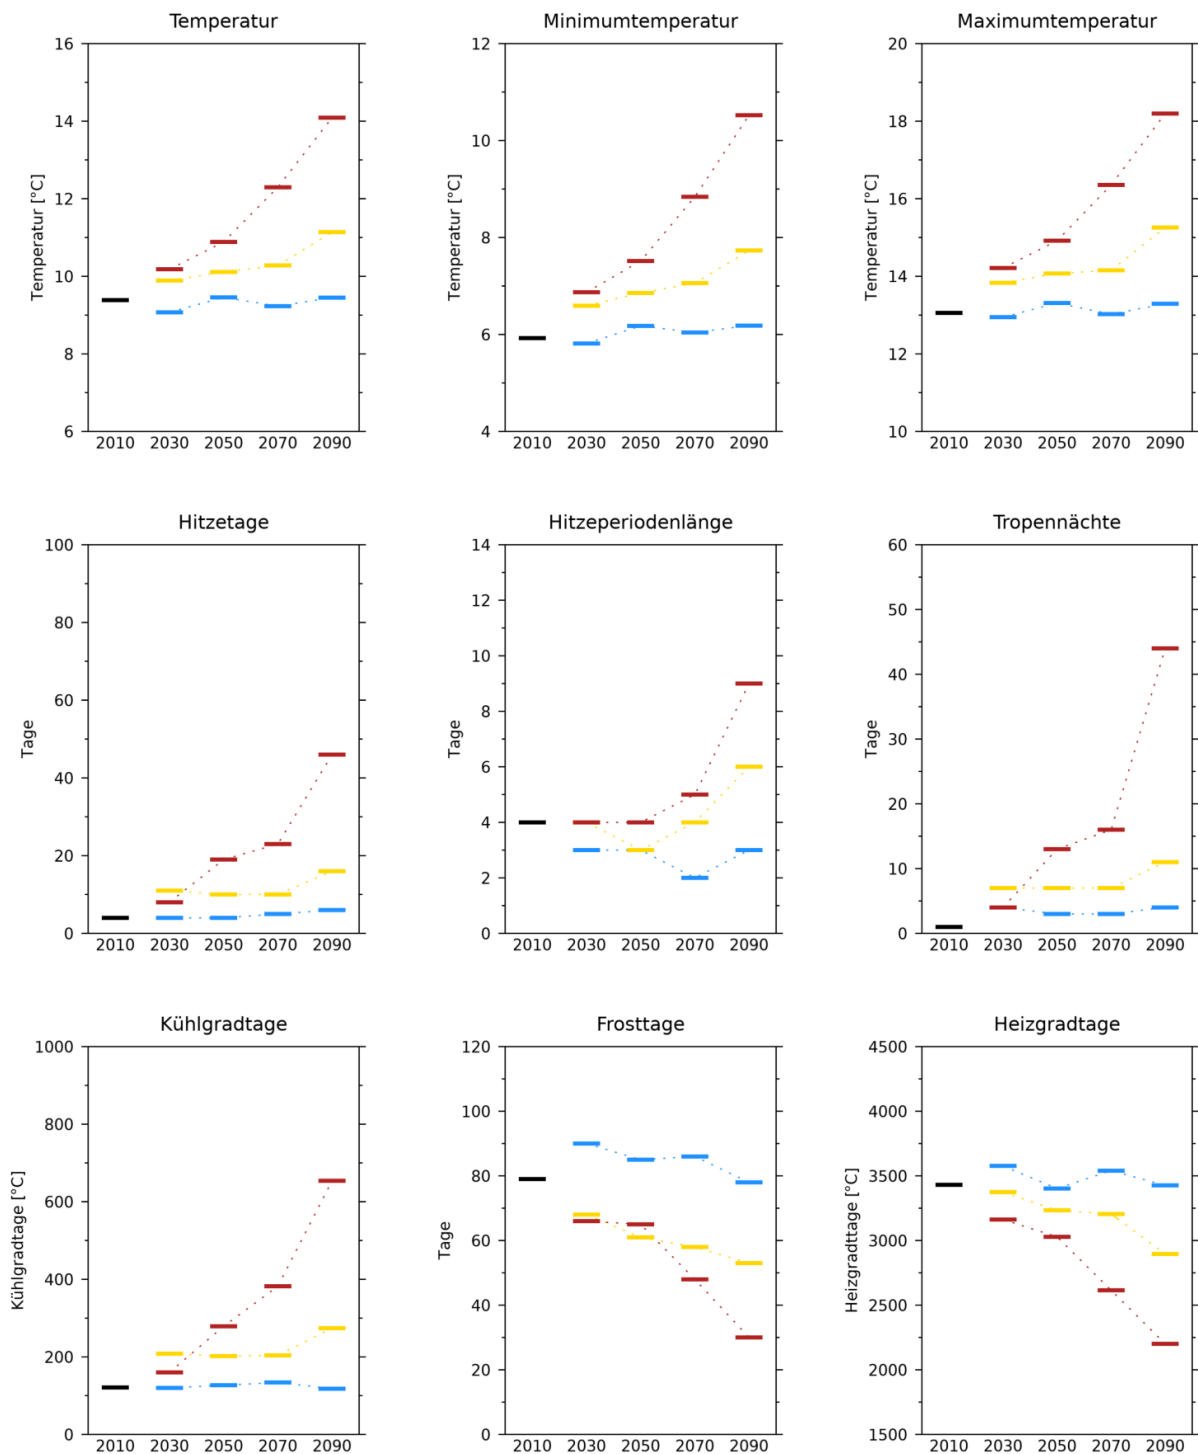 Temperatur
Temperatur [°C]
16
14
12
10
8
6
2010 2030 2050 2070 2090
Minimumtemperatur
Temperatur [°C]
12
10
8
6
4
2010 2030 2050 2070 2090
Maximumtemperatur
Temperatur [°C]
20
18
16
14
12
10
2010 2030 2050 2070 2090
Hitzetage
Tage
100
80
60
40
20
0
2010 2030 2050 2070 2090
Hitzeperiodenlänge
Tage
14
12
10
8
6
4
2
0
2010 2030 2050 2070 2090
Tropennächte
Tage
60
50
40
30
20
10
0
2010 2030 2050 2070 2090
Kühlgradtage
Kühlgradtage [°C]
1000
800
600
400
200
0
2010 2030 2050 2070 2090
Frosttage
Tage
120
100
80
60
40
20
0
2010 2030 2050 2070 2090
Heizgradtage
Heizgradttage [°C]
4500
4000
3500
3000
2500
2000
1500
2010 2030 2050 2070 2090